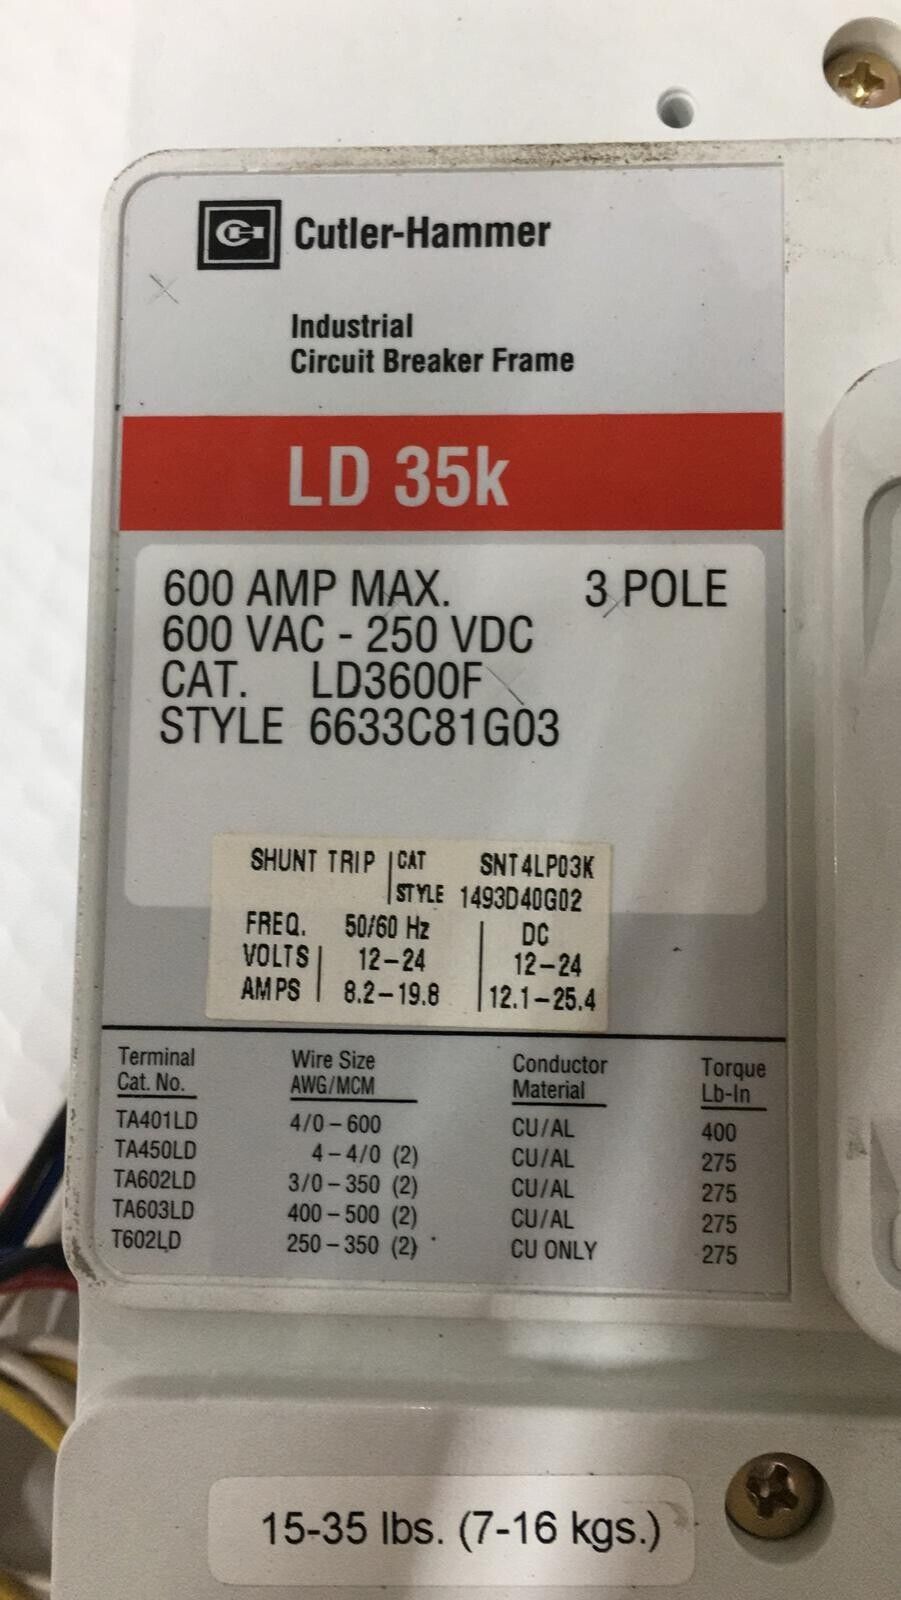 CH Cutler-Hammer
Industrial
Circuit Breaker Frame
LD 35k
600 AMP MAX. 3 POLE
600 VAC - 250 VDC
CAT. LD3600F
STYLE 6633C81G03
SHUNT TRIP CAT SNT4LP03K
STYLE 1493D40G02
FREQ. 50/60 Hz DC
VOLTS 12-24 12-24
AMPS 8.2-19.8 12.1-25.4
Terminal Wire Size Conductor Torque
Cat. No. AWG/MCM Material Lb-In
TA401LD 4/0-600 CU/AL 400
TA450LD 4-4/0 (2) CU/AL 275
TA602LD 3/0-350 (2) CU/AL 275
TA603LD 400-500 (2) CU/AL 275
T602LD 250-350 (2) CU ONLY 275
15-35 lbs. (7-16 kgs.)